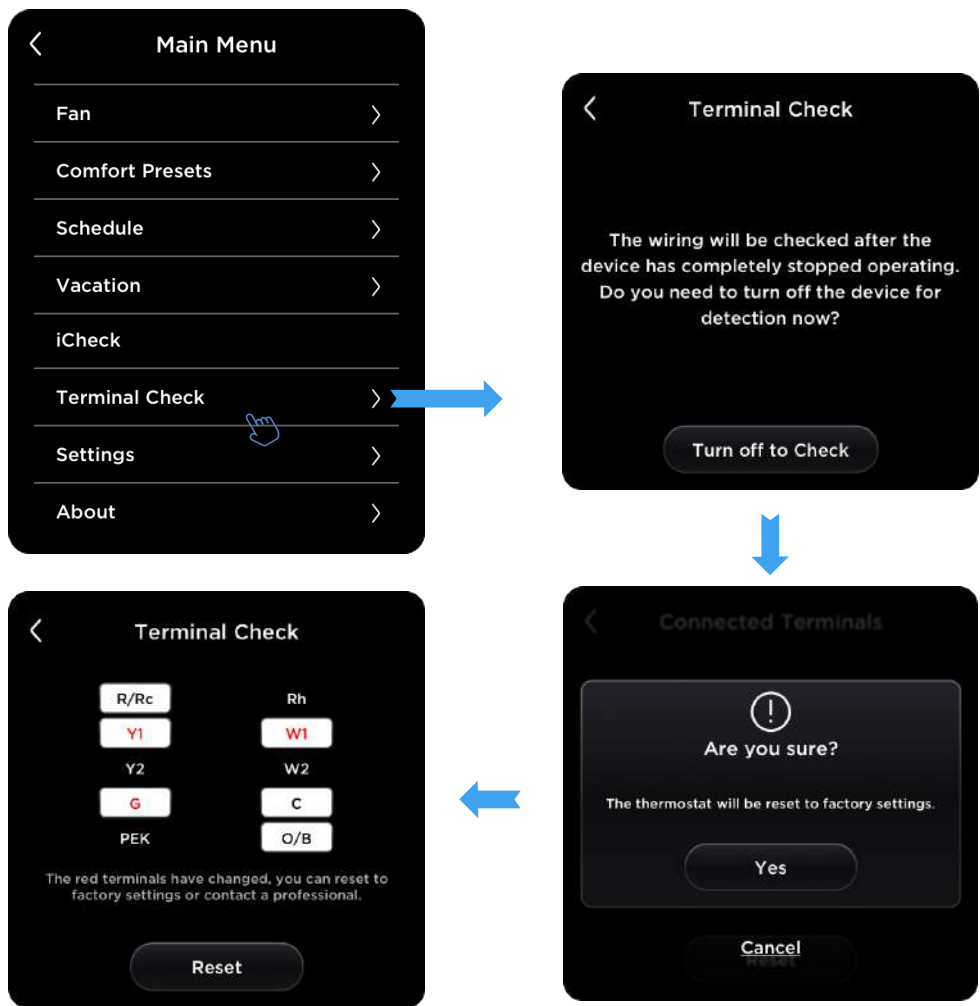 Main Menu
Fan
Comfort Presets
Schedule
Vacation
iCheck
Terminal Check
Settings
About
Terminal Check
The wiring will be checked after the
device has completely stopped operating.
Do you need to turn off the device for
detection now?
Turn off to Check
Connected Terminals
Are you sure?
The thermostat will be reset to factory settings.
Yes
Cancel
Reset
Terminal Check
R/Rc Rh
Y1 W1
Y2 W2
G C
PEK O/B
The red terminals have changed, you can reset to
factory settings or contact a professional.
Reset